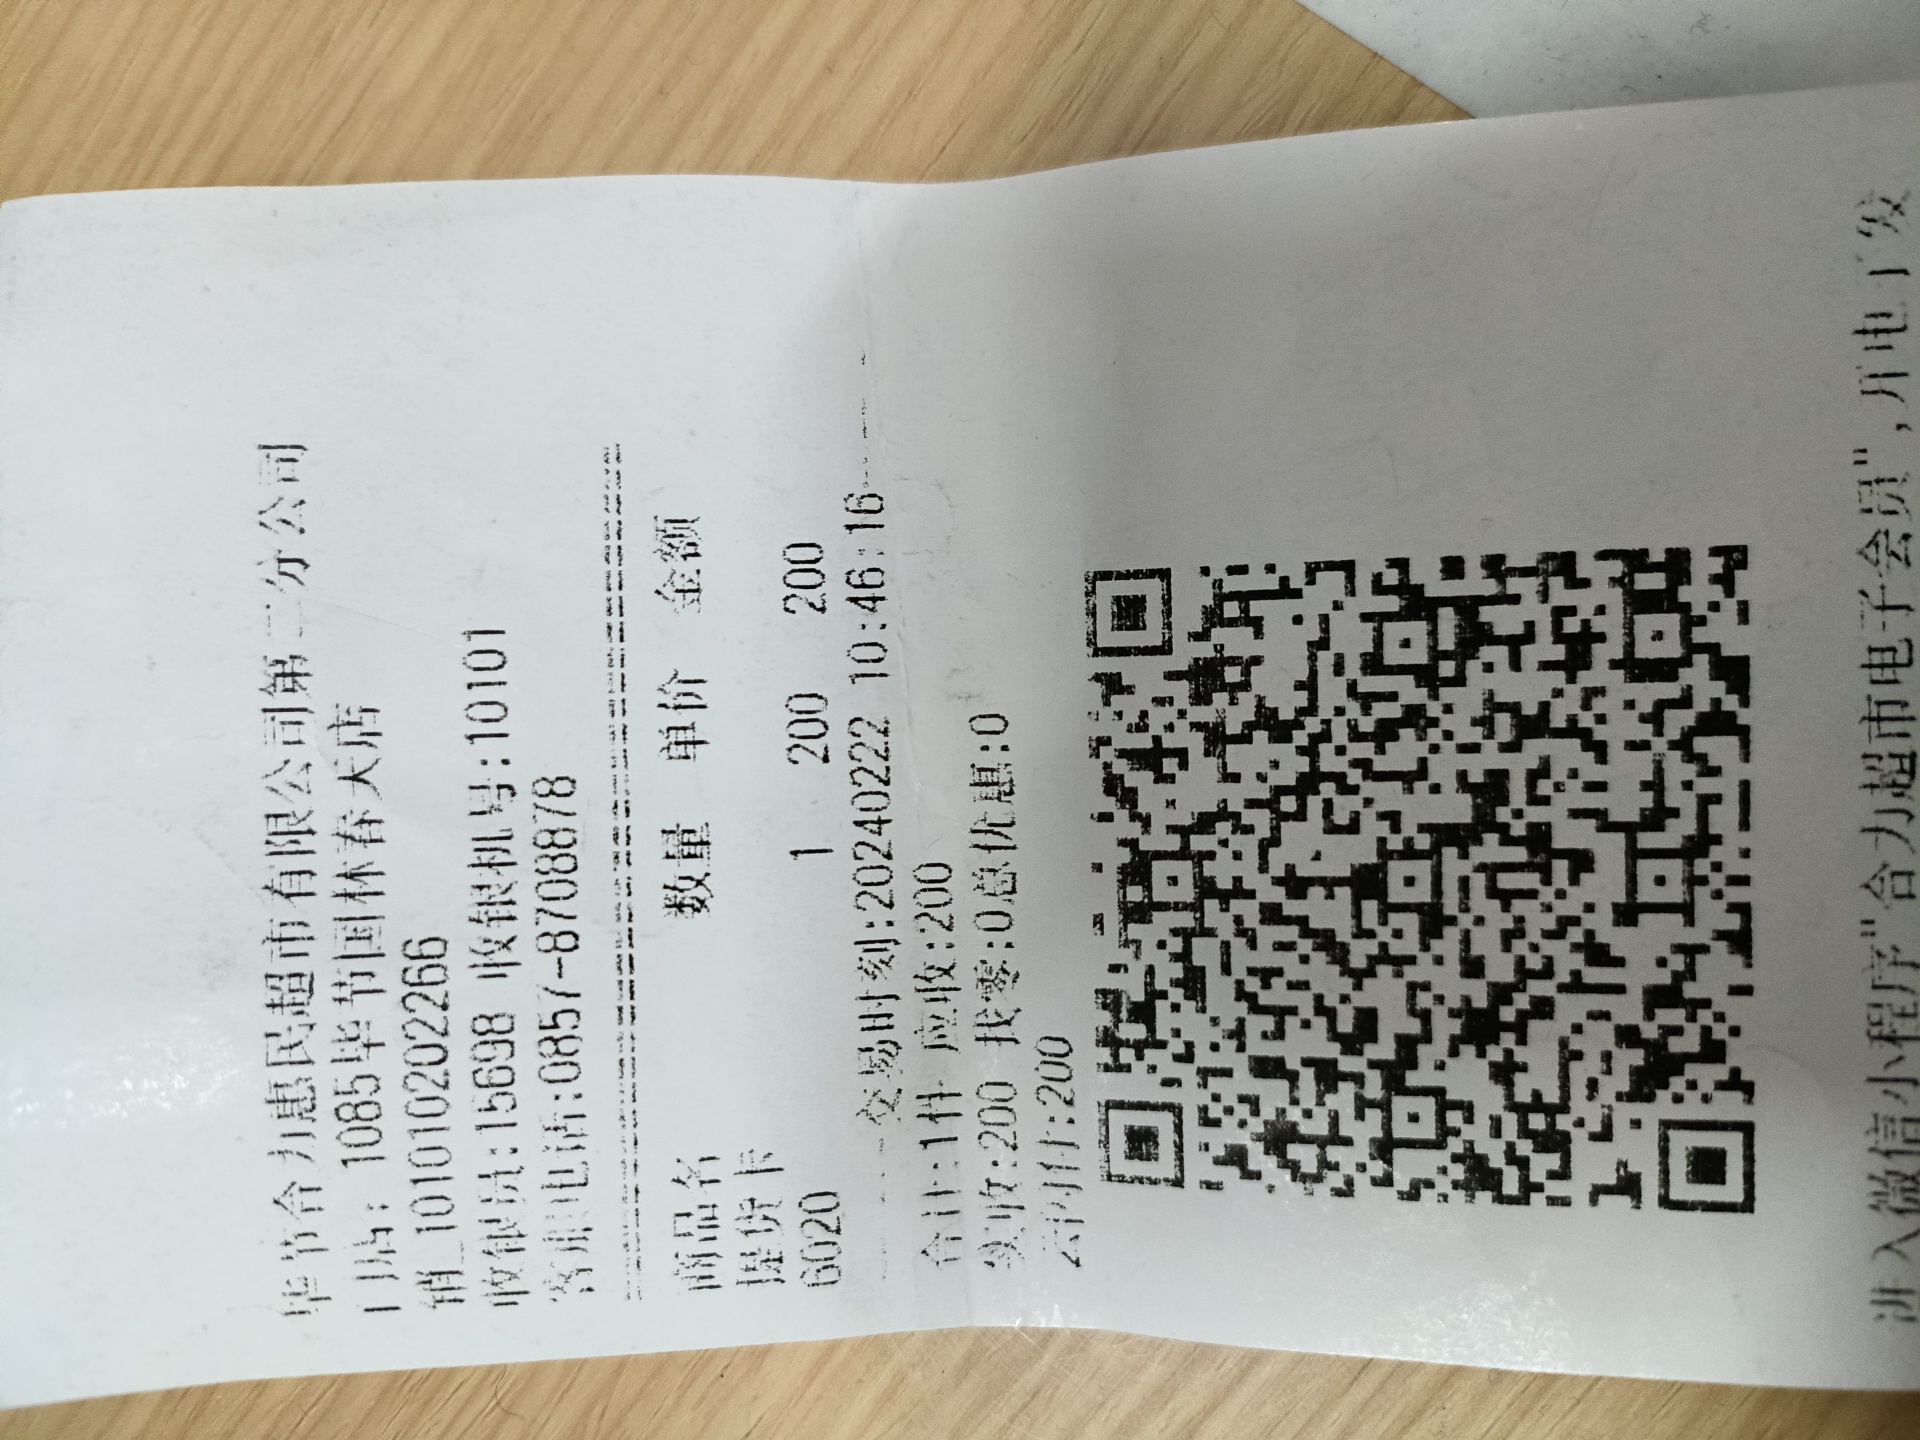 毕节合力惠民超市有限公司第二分公司
门店: 1085毕节国林春天店
销_101010202266
收银员:15698 收银机号:10101
客服电话:0857-8708878
商品名 数量 单价 金额
提货卡
6020 1 200 200
交易时刻:20240222 10:46:16
合计:1件 应收:200
实收:200 找零:0总优惠:0
云闪付:200
进入微信小程序"合力超市电子会员",开电子发